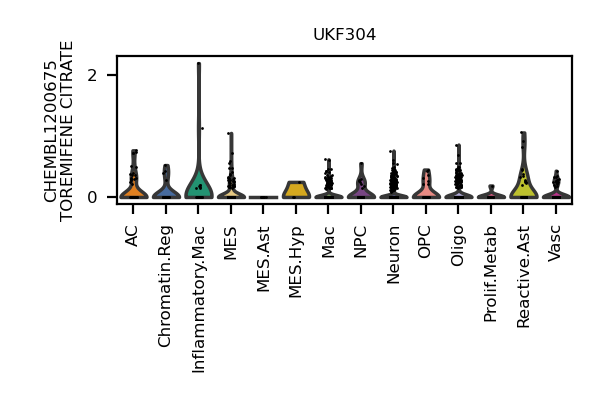 UKF304
CHEMBL1200675
TOREMIFENE CITRATE
2
0
AC
Chromatin.Reg
Inflammatory.Mac
MES
MES.Ast
MES.Hyp
Mac
NPC
Neuron
OPC
Oligo
Prolif.Metab
Reactive.Ast
Vasc